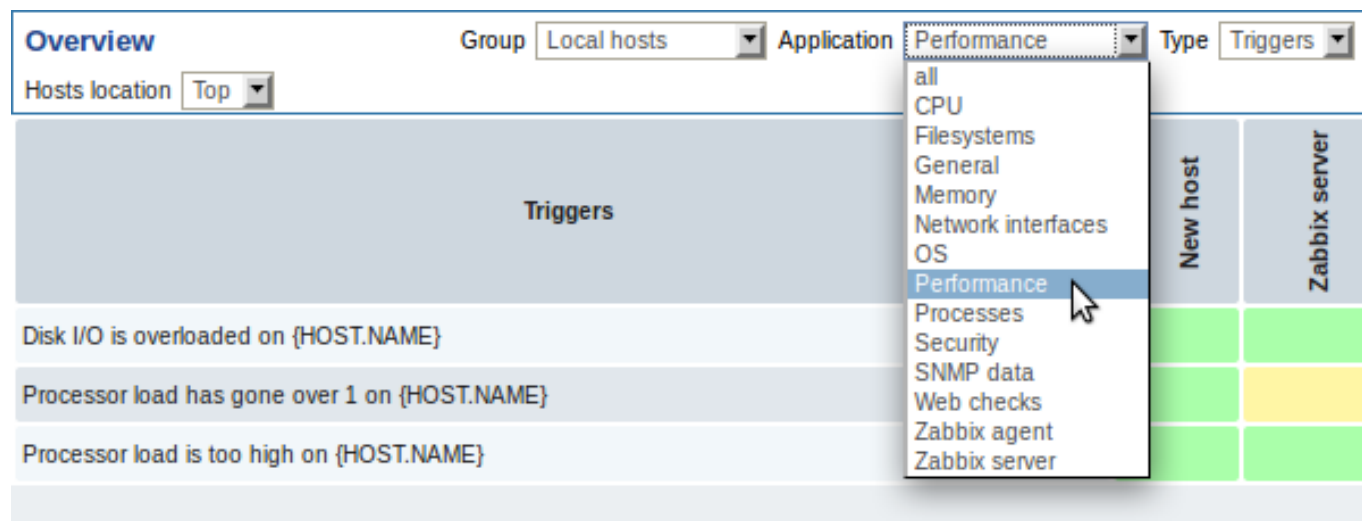 Overview Group Local hosts Application Performance Type Triggers
Hosts location Top
all
CPU
Filesystems
General
Memory
Network interfaces
OS
Performance
Processes
Security
SNMP data
Web checks
Zabbix agent
Zabbix server
Triggers
New host
Zabbix server
Disk I/O is overloaded on {HOST.NAME}
Processor load has gone over 1 on {HOST.NAME}
Processor load is too high on {HOST.NAME}